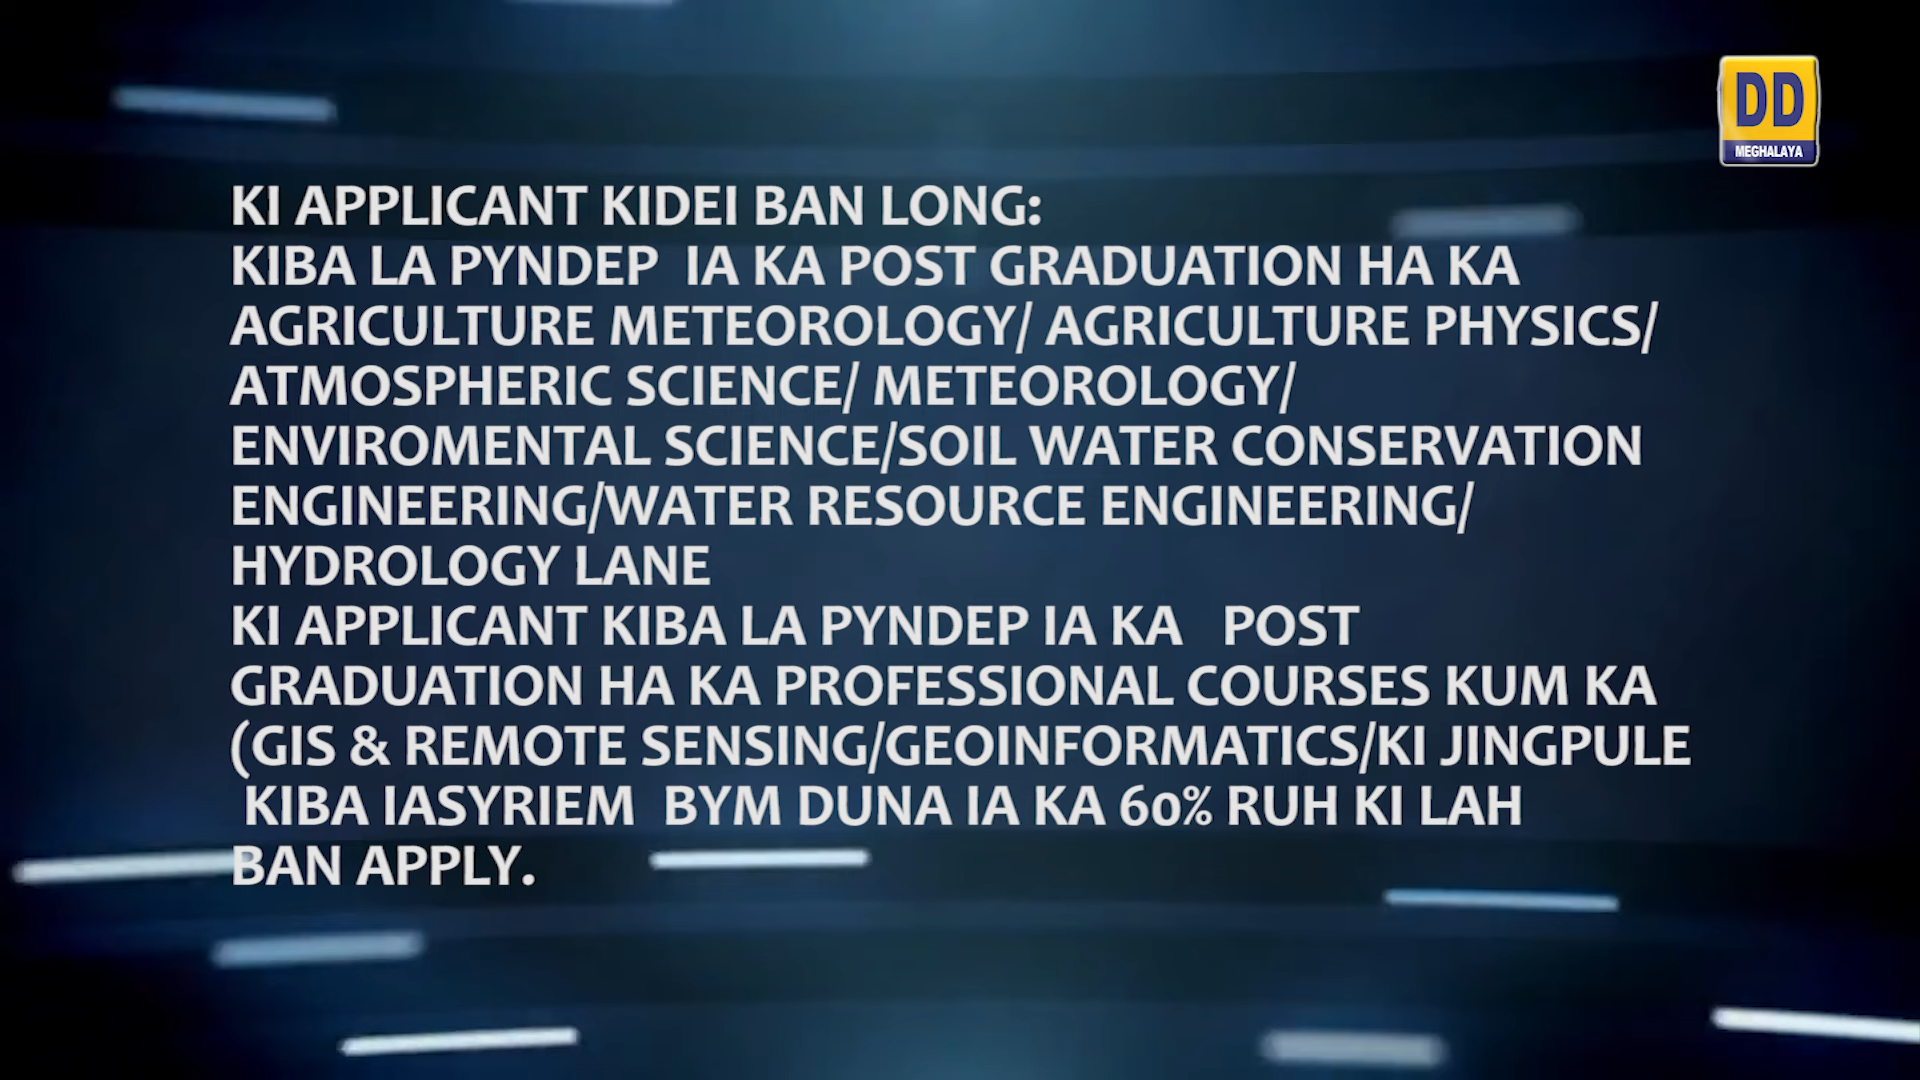 DD
MEGHALAYA
KI APPLICANT KIDEI BAN LONG:
KIBA LA PYNDEP IA KA POST GRADUATION HA KA
AGRICULTURE METEOROLOGY/ AGRICULTURE PHYSICS/
ATMOSPHERIC SCIENCE/ METEOROLOGY/
ENVIROMENTAL SCIENCE/SOIL WATER CONSERVATION
ENGINEERING/WATER RESOURCE ENGINEERING/
HYDROLOGY LANE
KI APPLICANT KIBA LA PYNDEP IA KA POST
GRADUATION HA KA PROFESSIONAL COURSES KUM KA
(GIS & REMOTE SENSING/GEOINFORMATICS/KI JINGPULE
KIBA IASYRIEM BYM DUNA IA KA 60% RUH KI LAH
BAN APPLY.